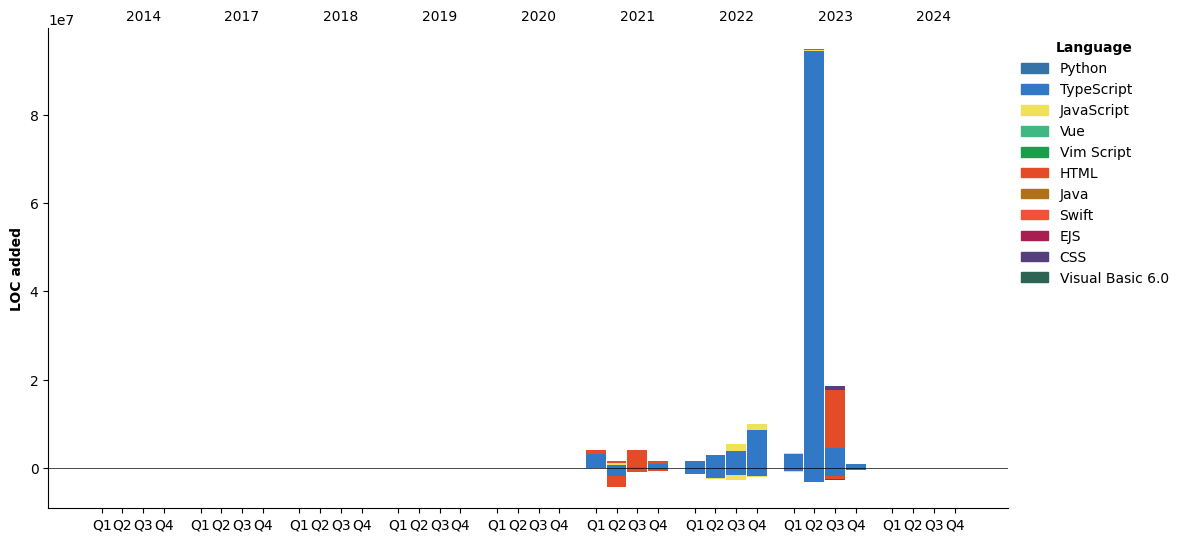 2014 2017 2018 2019 2020 2021 2022 2023 2024
1e7
8
6
4
2
0
LOC added
Q1 Q2 Q3 Q4 Q1 Q2 Q3 Q4 Q1 Q2 Q3 Q4 Q1 Q2 Q3 Q4 Q1 Q2 Q3 Q4 Q1 Q2 Q3 Q4 Q1 Q2 Q3 Q4 Q1 Q2 Q3 Q4 Q1 Q2 Q3 Q4
Language
Python
TypeScript
JavaScript
Vue
Vim Script
HTML
Java
Swift
EJS
CSS
Visual Basic 6.0